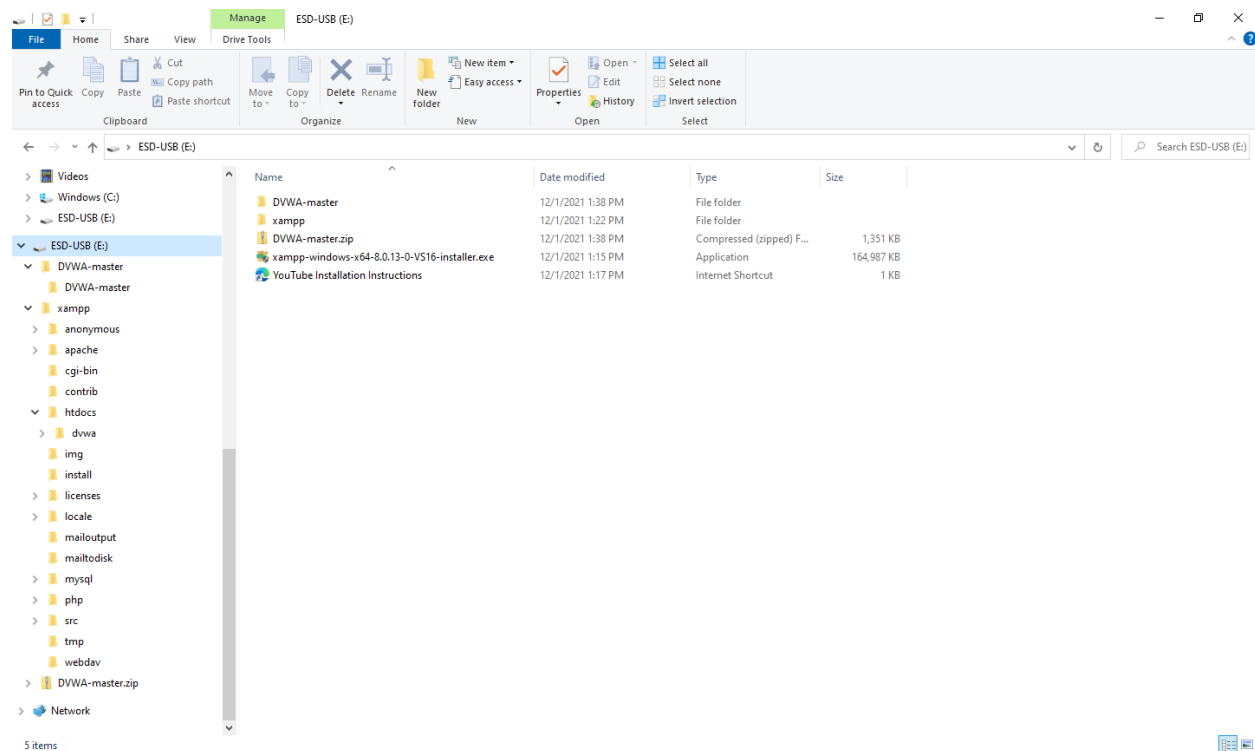 Manage ESD-USB (E:)
File Home Share View Drive Tools
Pin to Quick access
Copy
Paste
Cut
Copy path
Paste shortcut
Clipboard
Move to
Copy to
Delete
Rename
Organize
New folder
New item
Easy access
New
Properties
Open
Edit
History
Open
Select all
Select none
Invert selection
Select
ESD-USB (E:)
Search ESD-USB (E:)
Videos
Windows (C:)
ESD-USB (E:)
ESD-USB (E:)
DVWA-master
DVWA-master
xampp
anonymous
apache
cgi-bin
contrib
htdocs
dvwa
img
install
licenses
locale
mailoutput
mailtodisk
mysql
php
src
tmp
webdav
DVWA-master.zip
Network
Name Date modified Type Size
DVWA-master 12/1/2021 1:38 PM File folder
xampp 12/1/2021 1:22 PM File folder
DVWA-master.zip 12/1/2021 1:38 PM Compressed (zipped) F... 1,351 KB
xampp-windows-x64-8.0.13-0-VS16-installer.exe 12/1/2021 1:15 PM Application 164,987 KB
YouTube Installation Instructions 12/1/2021 1:17 PM Internet Shortcut 1 KB
5 items